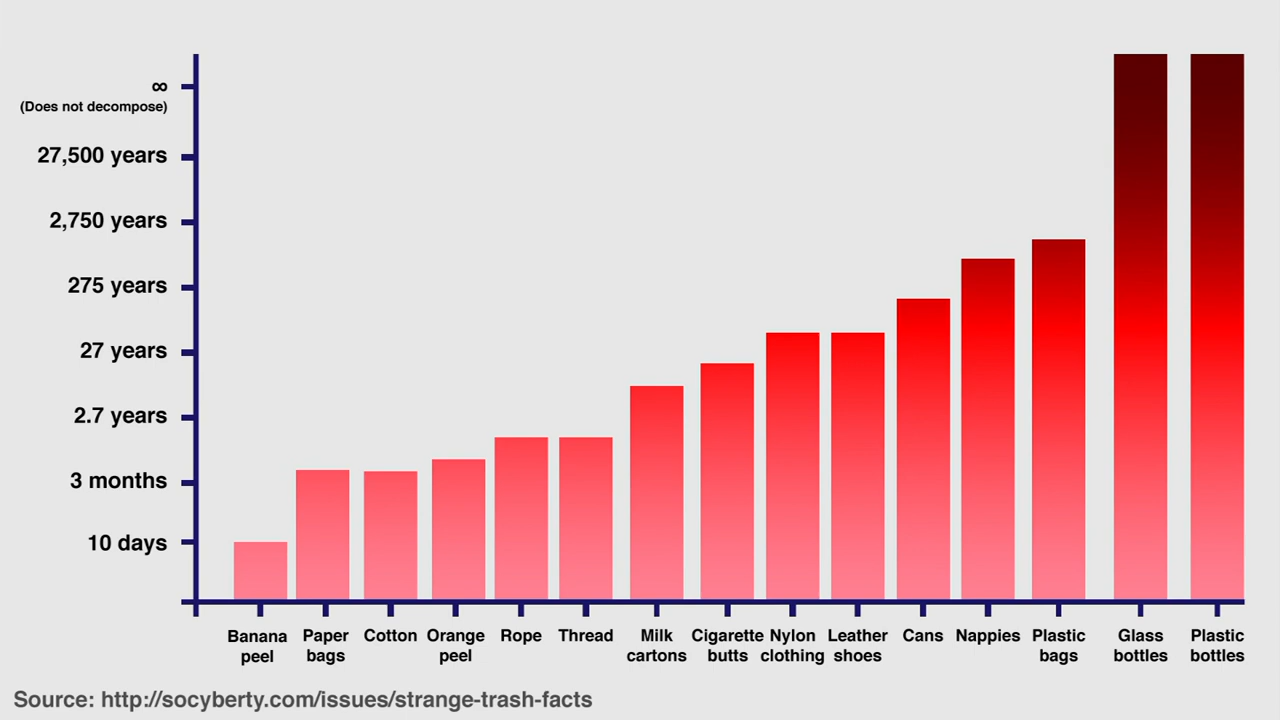 ∞
(Does not decompose)
27,500 years
2,750 years
275 years
27 years
2.7 years
3 months
10 days
Banana peel
Paper bags
Cotton
Orange peel
Rope
Thread
Milk cartons
Cigarette butts
Nylon clothing
Leather shoes
Cans
Nappies
Plastic bags
Glass bottles
Plastic bottles
Source: http://socyberty.com/issues/strange-trash-facts